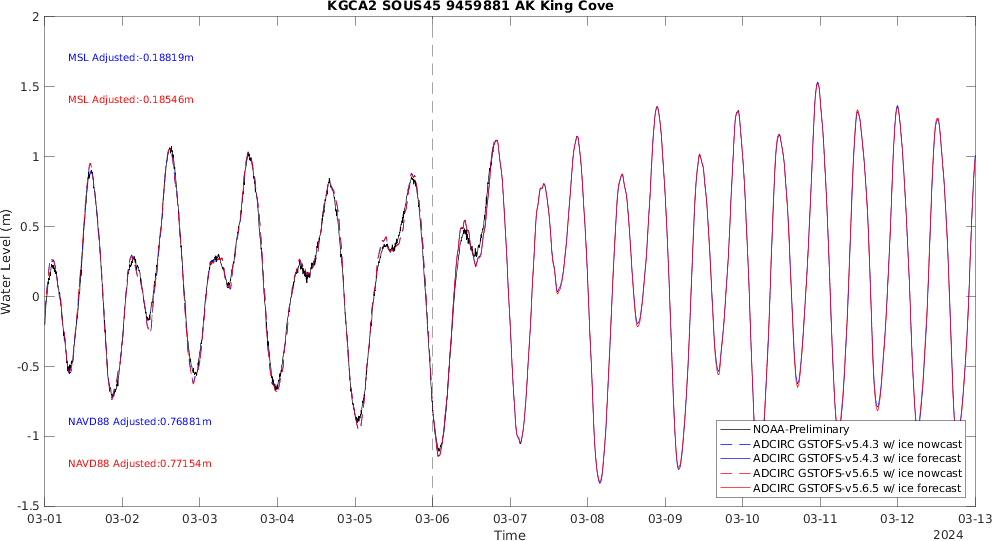 KGCA2 SOUS45 9459881 AK King Cove
2
1.5
1
0.5
0
-0.5
-1
-1.5
Water Level (m)
MSL Adjusted:-0.18819m
MSL Adjusted:-0.18546m
NAVD88 Adjusted:0.76881m
NAVD88 Adjusted:0.77154m
NOAA-Preliminary
ADCIRC GSTOFS-v5.4.3 w/ ice nowcast
ADCIRC GSTOFS-v5.4.3 w/ ice forecast
ADCIRC GSTOFS-v5.6.5 w/ ice nowcast
ADCIRC GSTOFS-v5.6.5 w/ ice forecast
03-01 03-02 03-03 03-04 03-05 03-06 03-07 03-08 03-09 03-10 03-11 03-12 03-13
Time
2024